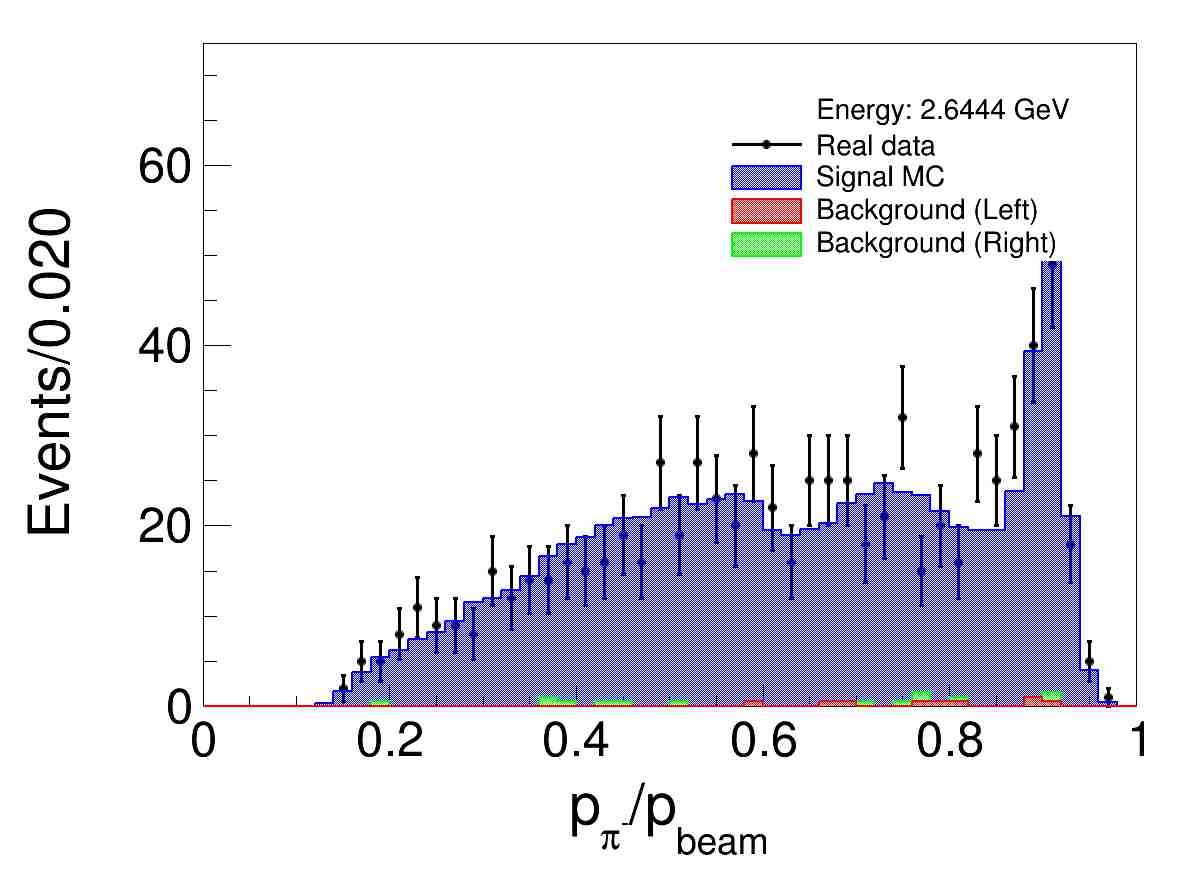 Energy: 2.6444 GeV
Real data
Signal MC
Background (Left)
Background (Right)
Events/0.020
60
40
20
0
0 0.2 0.4 0.6 0.8 1
pπ-/pbeam